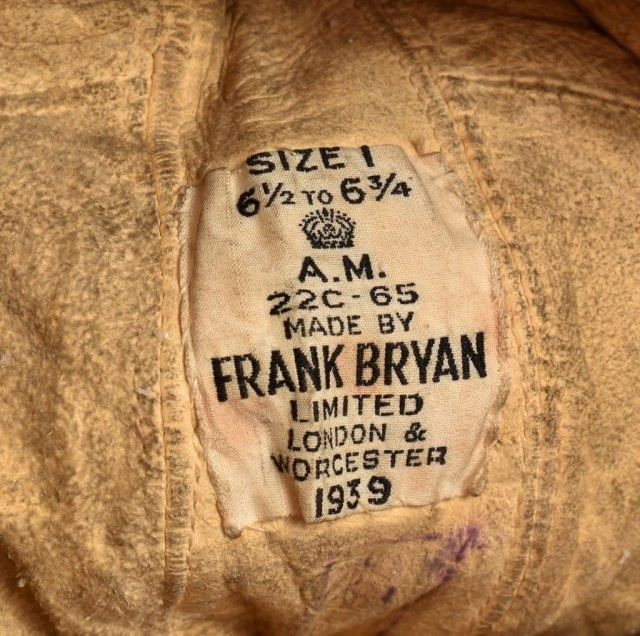 SIZE 1
6½ TO 6¾
A.M.
22C-65
MADE BY
FRANK BRYAN
LIMITED
LONDON &
WORCESTER
1939